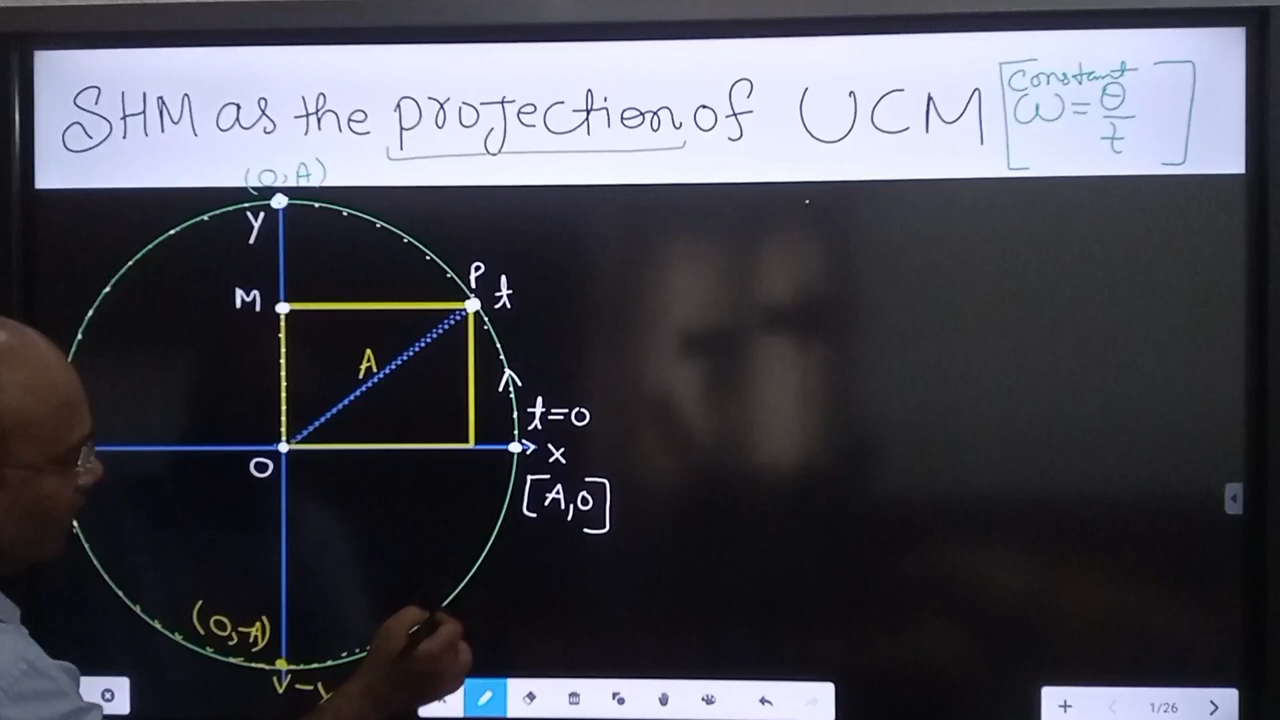 SHM as the projection of UCM [Constant ω = θ/t]
(0,A)
Y
M
P t
A
t=0
O
X
[A,0]
(0,-A)
1/26